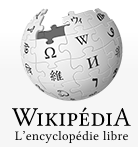 Ω W И
WIKIPÉDIA
L'encyclopédie libre